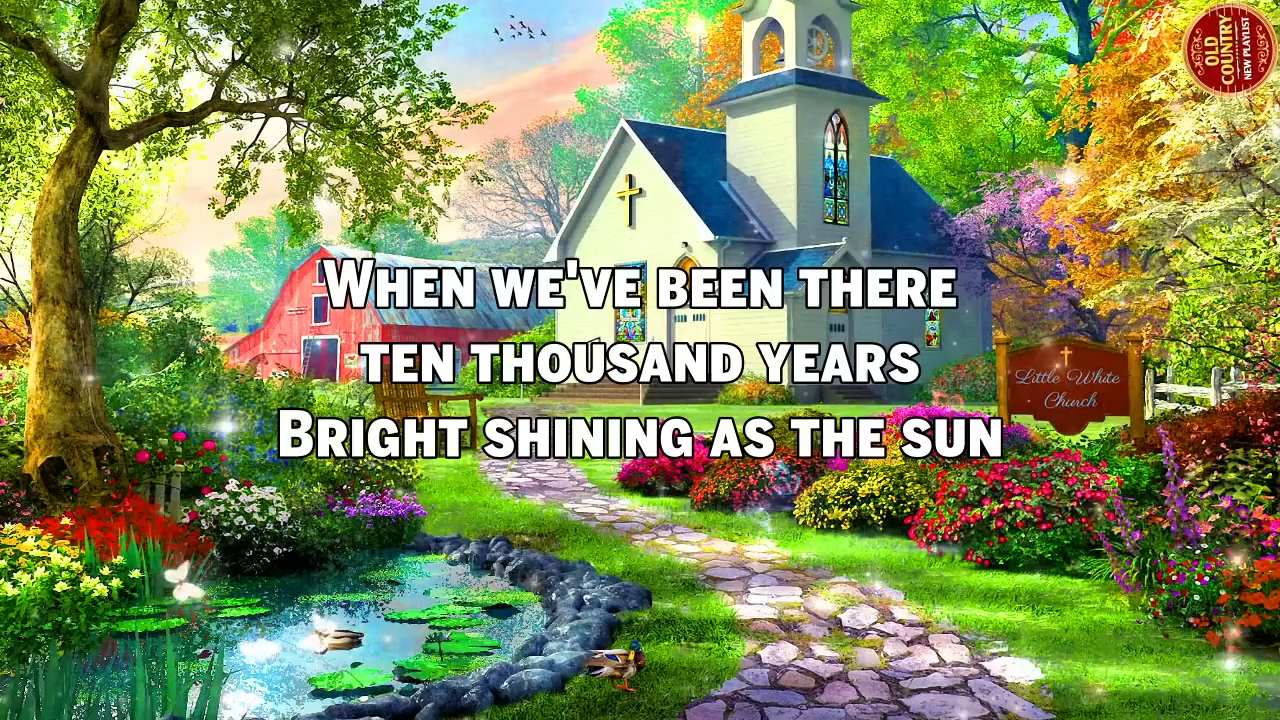 OLD
COUNTRY
NEW PLAYLIST
When we've been there
ten thousand years
Bright shining as the sun
Little White
Church